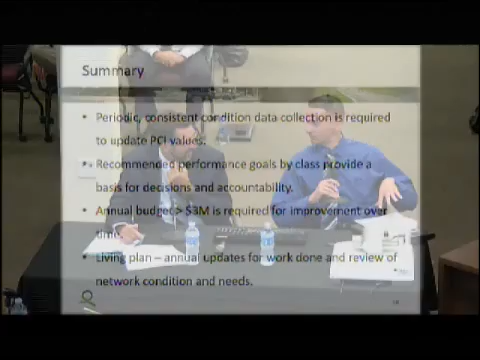 Summary
• Periodic, consistent condition data collection is required
to update PCI values.
• Recommended performance goals by class provide a
basis for decisions and accountability.
• Annual budget > $3M is required for improvement over
time.
• Living plan – annual updates for work done and review of
network condition and needs.